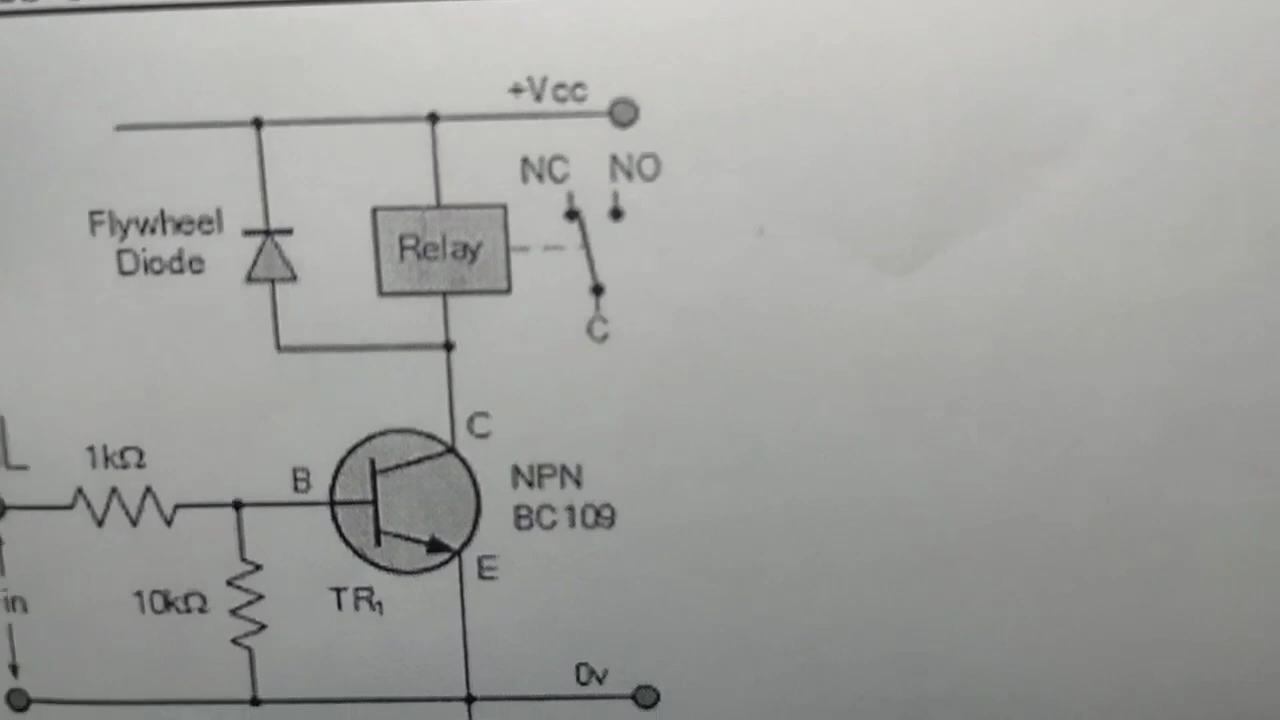 +Vcc
NC NO
Flywheel
Diode
Relay
C
C
L
1kΩ
B
NPN
BC109
E
in
10kΩ
TR1
0v